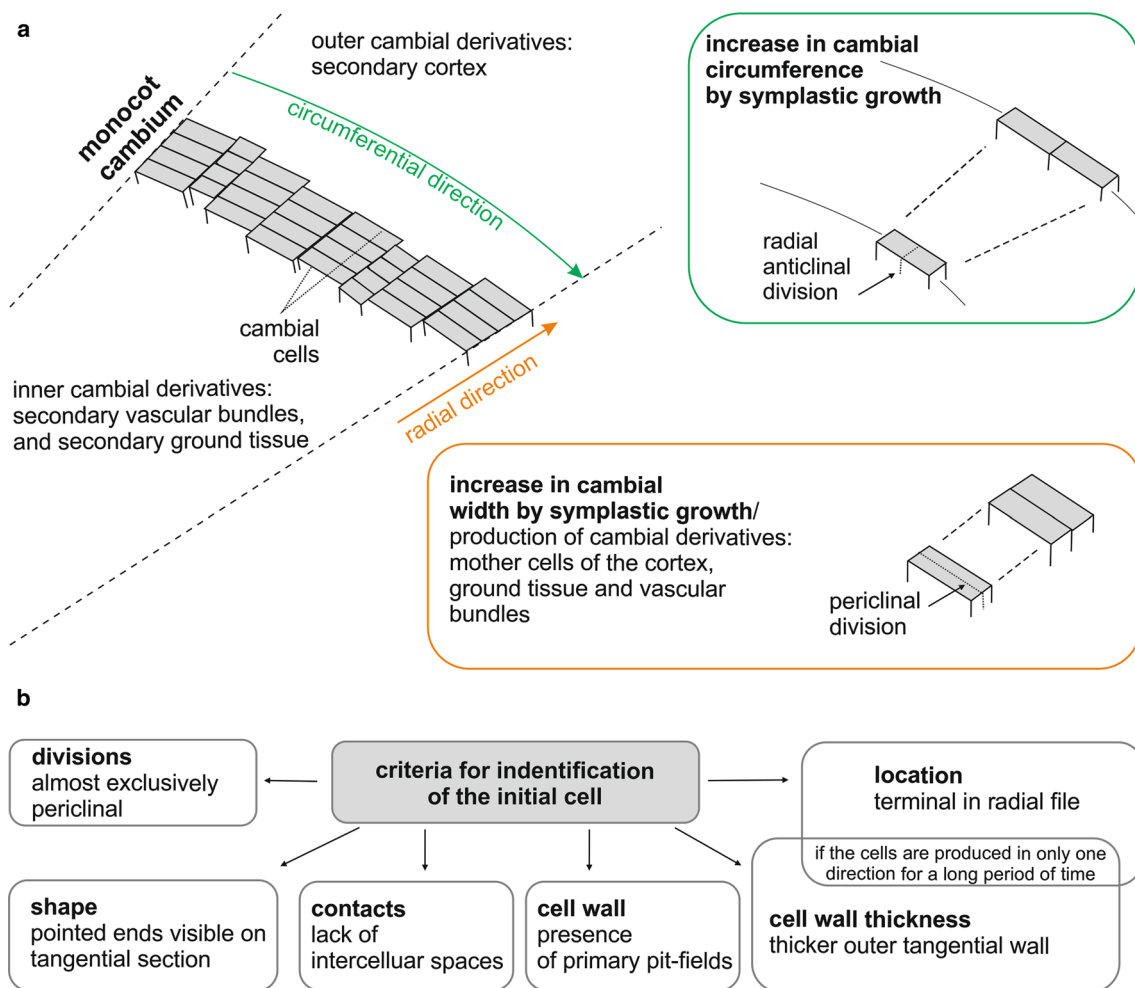 a
outer cambial derivatives:
secondary cortex
monocot
cambium
circumferential direction
cambial
cells
inner cambial derivatives:
secondary vascular bundles,
and secondary ground tissue
radial direction
increase in cambial
circumference
by symplastic growth
radial
anticlinal
division
increase in cambial
width by symplastic growth/
production of cambial derivatives:
mother cells of the cortex,
ground tissue and vascular
bundles
periclinal
division
b
divisions
almost exclusively
periclinal
criteria for indentification
of the initial cell
location
terminal in radial file
if the cells are produced in only one
direction for a long period of time
shape
pointed ends visible on
tangential section
contacts
lack of
intercelluar spaces
cell wall
presence
of primary pit-fields
cell wall thickness
thicker outer tangential wall